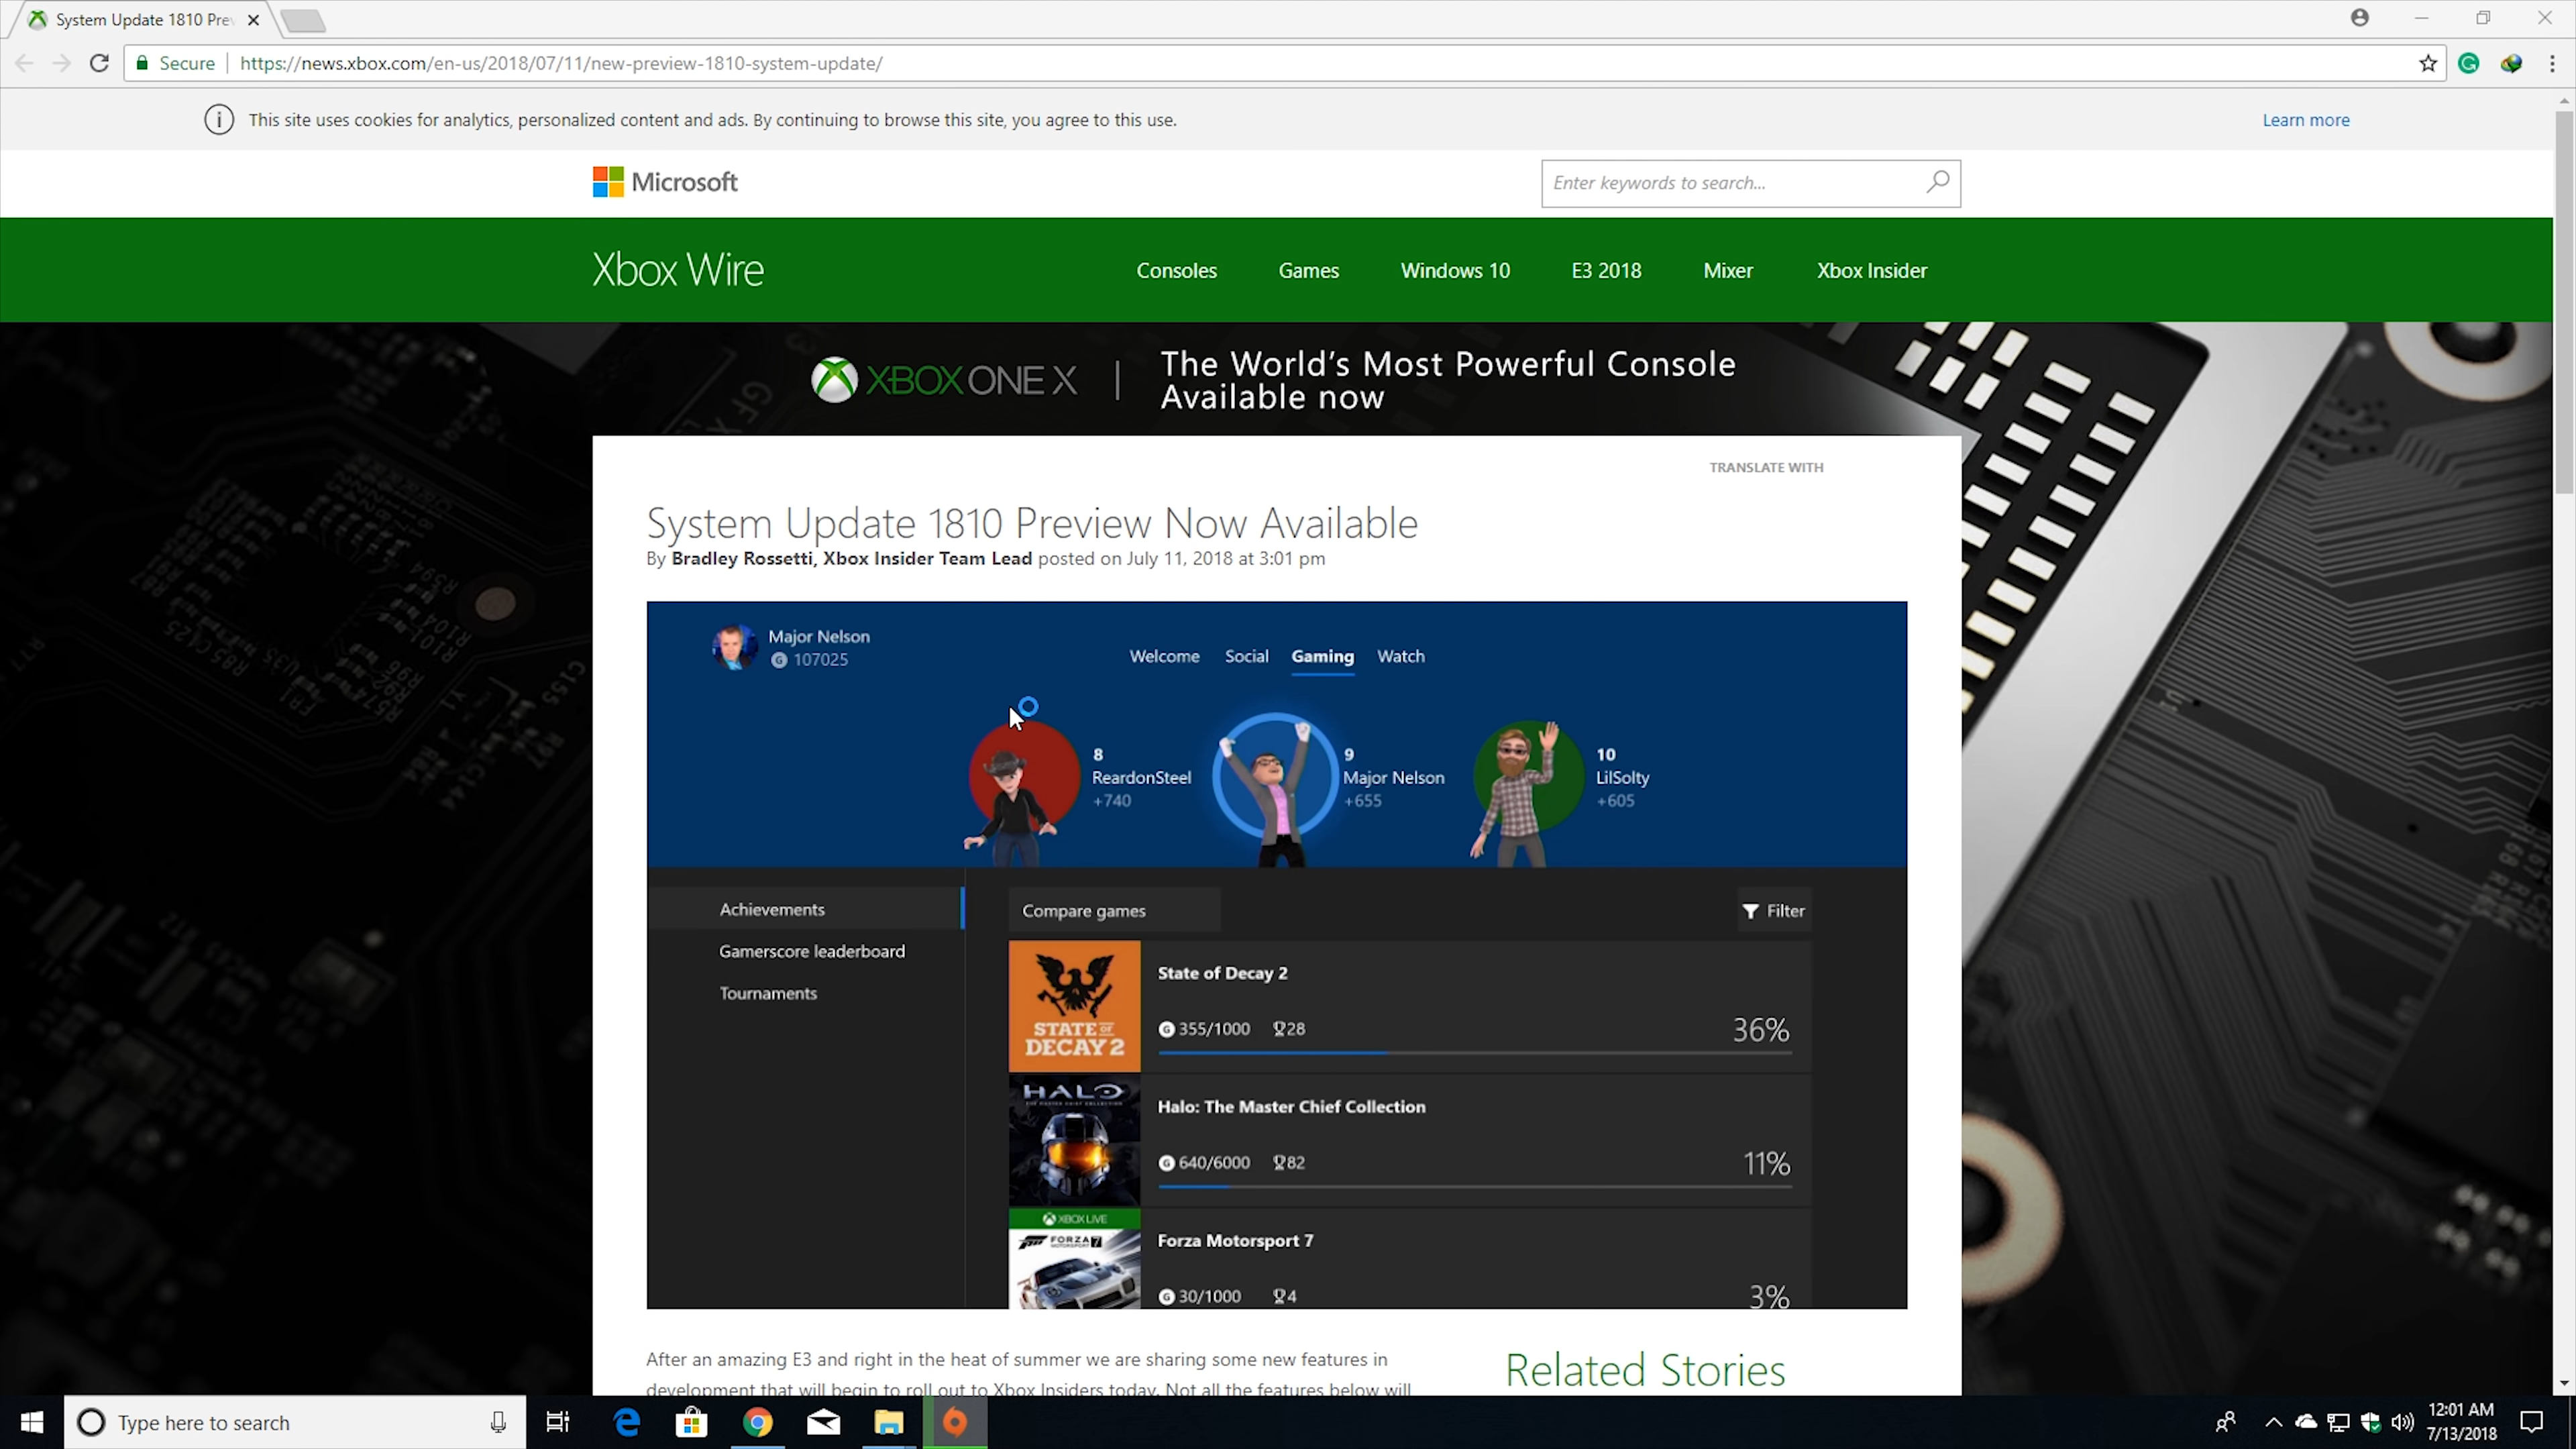 System Update 1810 Prev
Secure
https://news.xbox.com/en-us/2018/07/11/new-preview-1810-system-update/
This site uses cookies for analytics, personalized content and ads. By continuing to browse this site, you agree to this use.
Learn more
Microsoft
Enter keywords to search...
Xbox Wire
Consoles
Games
Windows 10
E3 2018
Mixer
Xbox Insider
XBOX ONE X
The World's Most Powerful Console
Available now
TRANSLATE WITH
System Update 1810 Preview Now Available
By Bradley Rossetti, Xbox Insider Team Lead posted on July 11, 2018 at 3:01 pm
Major Nelson
G 107025
Welcome
Social
Gaming
Watch
8
ReardonSteel
+740
9
Major Nelson
+655
10
LilSolty
+605
Achievements
Gamerscore leaderboard
Tournaments
Compare games
Filter
STATE OF
DECAY 2
State of Decay 2
G 355/1000
28
36%
HALO
THE MASTER CHIEF COLLECTION
Halo: The Master Chief Collection
G 640/6000
82
11%
XBOX LIVE
FORZA 7
MOTORSPORT
Forza Motorsport 7
G 30/1000
4
3%
After an amazing E3 and right in the heat of summer we are sharing some new features in
development that will begin to roll out to Xbox Insiders today. Not all the features below will
Related Stories
Type here to search
12:01 AM
7/13/2018